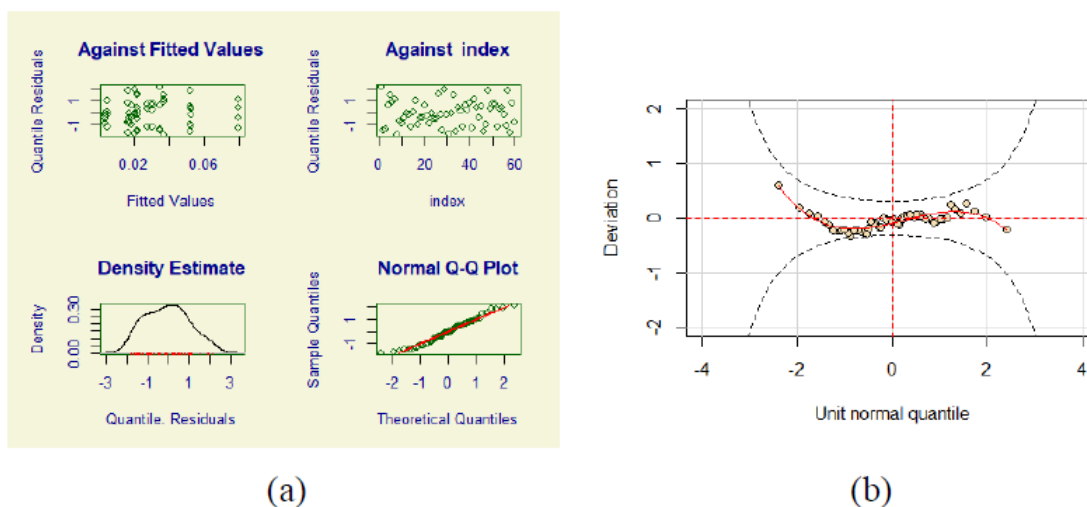 Against Fitted Values
Quantile Residuals
-1 1
0.02 0.06
Fitted Values
Against index
Quantile Residuals
-1 1
0 10 30 50 60
index
Density Estimate
Density
0.00 0.30
-3 -1 1 3
Quantile. Residuals
Normal Q-Q Plot
Sample Quantiles
-1 1
-2 -1 0 1 2
Theoretical Quantiles
(a)
2
1
0
-1
-2
Deviation
-4 -2 0 2 4
Unit normal quantile
(b)